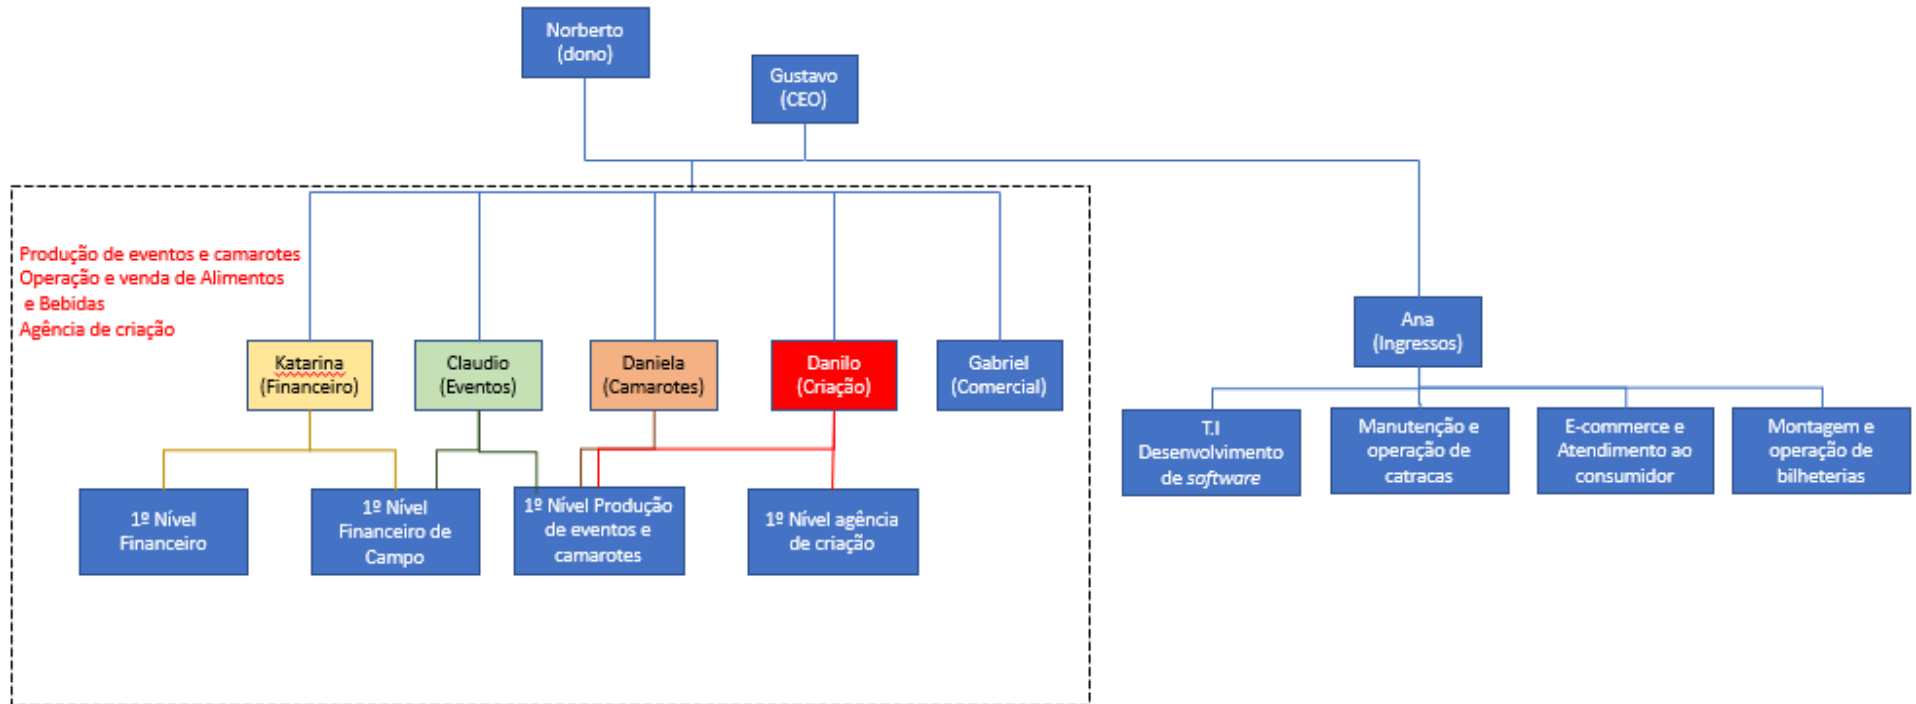 Norberto
(dono)
Gustavo
(CEO)
Produção de eventos e camarotes
Operação e venda de Alimentos
e Bebidas
Agência de criação
Katarina
(Financeiro)
Claudio
(Eventos)
Daniela
(Camarotes)
Danilo
(Criação)
Gabriel
(Comercial)
Ana
(Ingressos)
1º Nível
Financeiro
1º Nível
Financeiro de
Campo
1º Nível Produção
de eventos e
camarotes
1º Nível agência
de criação
T.I
Desenvolvimento
de software
Manutenção e
operação de
catracas
E-commerce e
Atendimento ao
consumidor
Montagem e
operação de
bilheterias